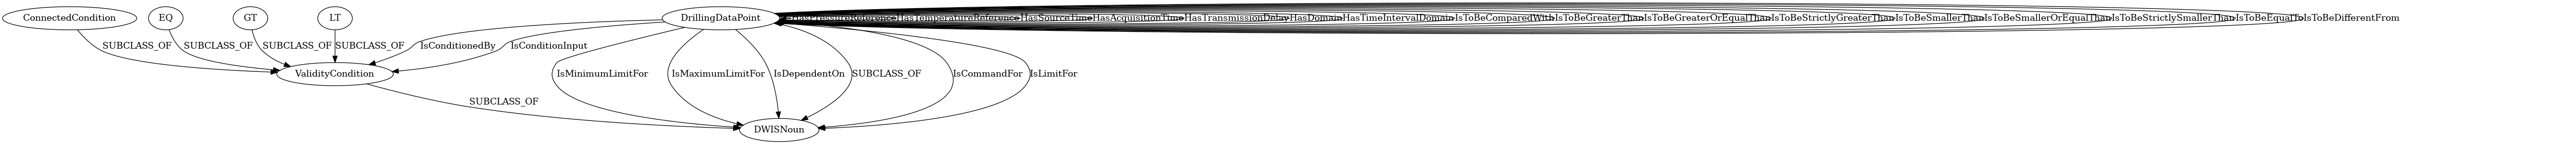 ConnectedCondition
EQ
GT
LT
DrillingDataPoint
HasPressureReference
HasTemperatureReference
HasSourceTime
HasAcquisitionTime
HasTransmissionDelay
HasDomain
HasTimeIntervalDomain
IsToBeComparedWith
IsToBeGreaterThan
IsToBeGreaterOrEqualThan
IsToBeStrictlyGreaterThan
IsToBeSmallerThan
IsToBeSmallerOrEqualThan
IsToBeStrictlySmallerThan
IsToBeEqualTo
IsToBeDifferentFrom
SUBCLASS_OF
SUBCLASS_OF
SUBCLASS_OF
SUBCLASS_OF
IsConditionedBy
IsConditionInput
ValidityCondition
IsMinimumLimitFor
IsMaximumLimitFor
IsDependentOn
SUBCLASS_OF
IsCommandFor
IsLimitFor
SUBCLASS_OF
DWISNoun